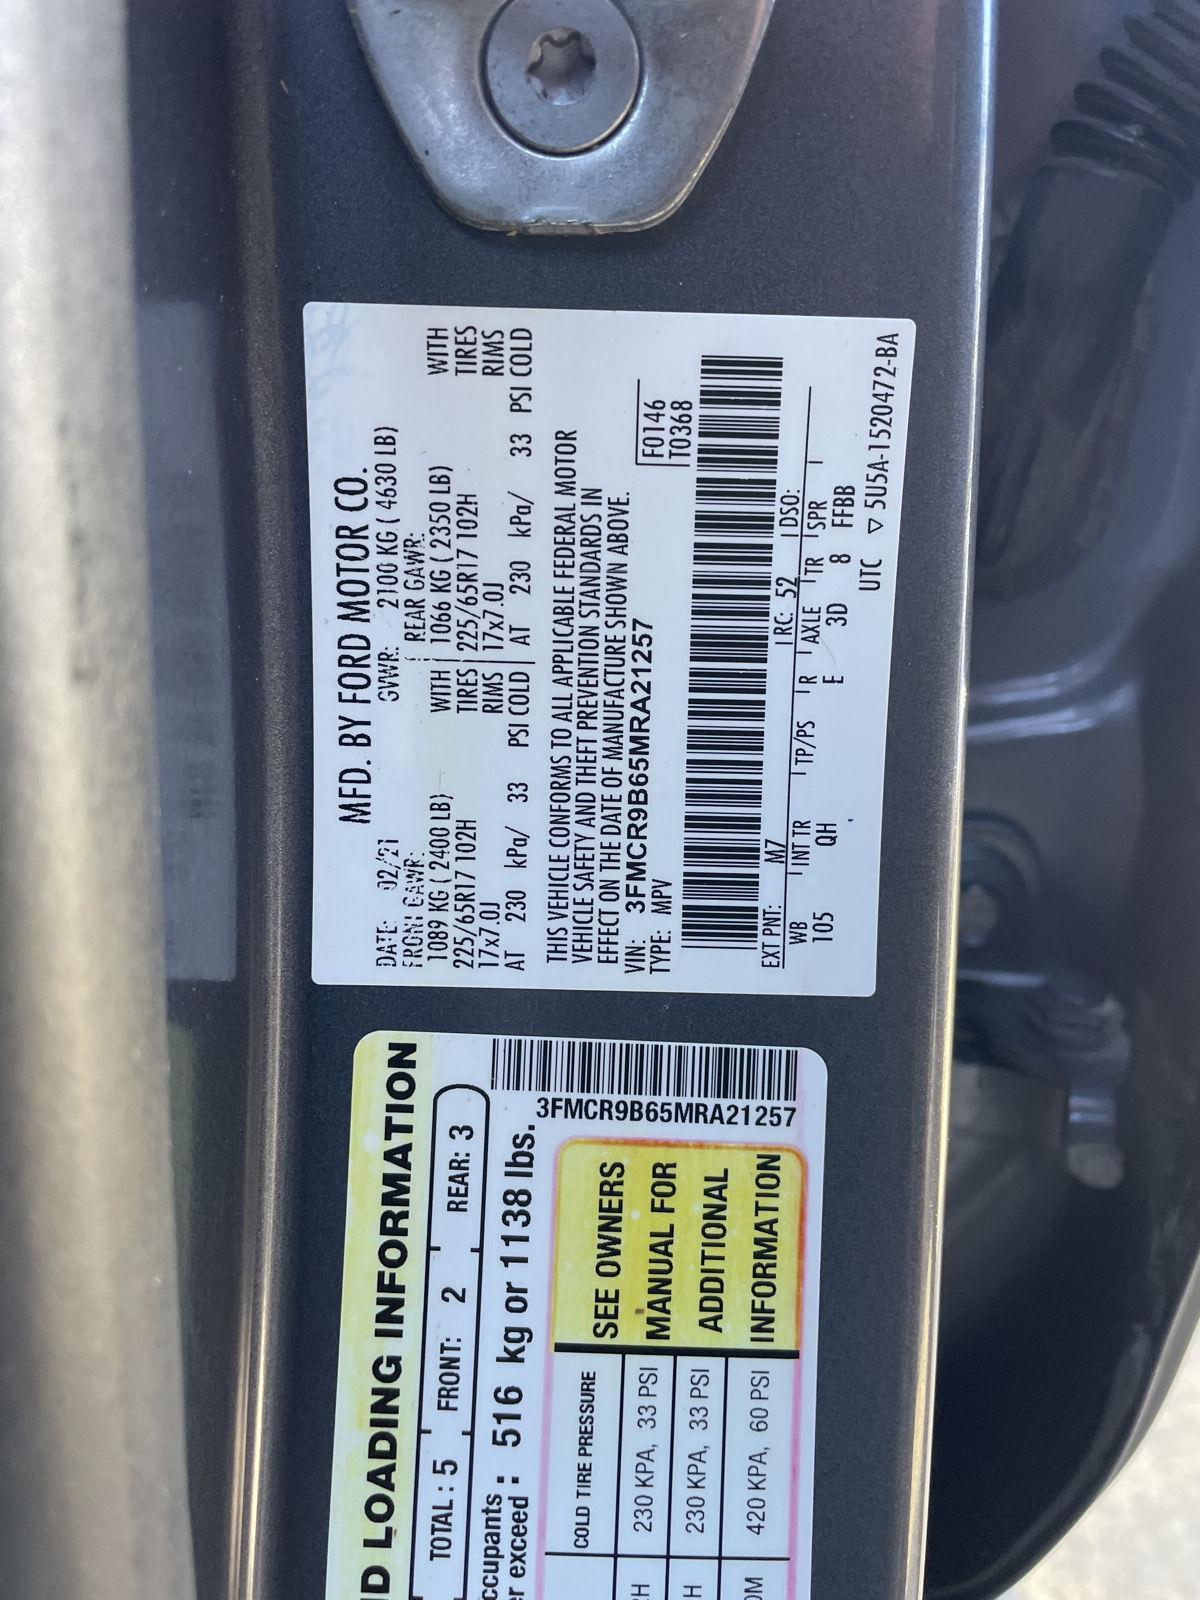 MFD. BY FORD MOTOR CO.
DATE: 02/21 GVWR: 2100 KG ( 4630 LB)
FRONT GAWR: REAR GAWR:
1089 KG ( 2400 LB) WITH 1066 KG ( 2350 LB) WITH
225/65R17 102H TIRES 225/65R17 102H TIRES
17x7.0J RIMS 17x7.0J RIMS
AT 230 kPa/ 33 PSI COLD AT 230 kPa/ 33 PSI COLD
THIS VEHICLE CONFORMS TO ALL APPLICABLE FEDERAL MOTOR
VEHICLE SAFETY AND THEFT PREVENTION STANDARDS IN
EFFECT ON THE DATE OF MANUFACTURE SHOWN ABOVE.
VIN: 3FMCR9B65MRA21257 F0146
TYPE: MPV T0368
EXT PNT: M7 RC: 52 DSO:
WB INT TR TP/PS R AXLE TR SPR
105 QH E 3D 8 FFBB
UTC ▽ 5U5A-1520472-BA
D LOADING INFORMATION
TOTAL : 5 FRONT: 2 REAR: 3
ccupants : 516 kg or 1138 lbs.
er exceed
3FMCR9B65MRA21257
COLD TIRE PRESSURE
230 KPA, 33 PSI
H 230 KPA, 33 PSI
0M 420 KPA, 60 PSI
SEE OWNERS
MANUAL FOR
ADDITIONAL
INFORMATION